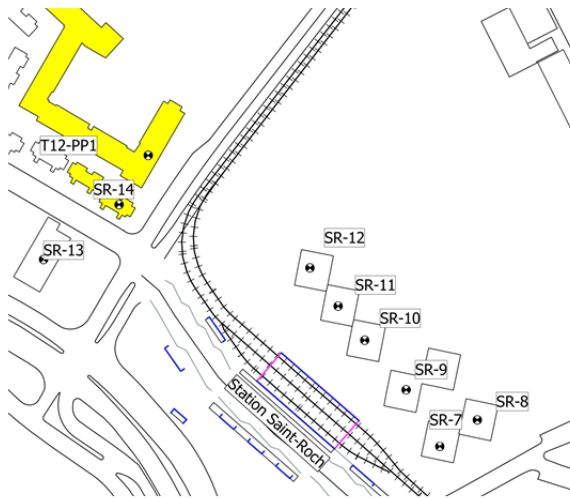 T12-PP1
SR-14
SR-13
SR-12
SR-11
SR-10
SR-9
SR-8
SR-7
Station Saint-Roch